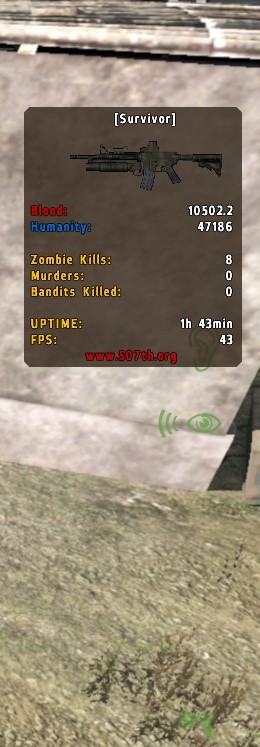 [Survivor]
Blood: 10502.2
Humanity: 47186
Zombie Kills: 8
Murders: 0
Bandits Killed: 0
UPTIME: 1h 43min
FPS: 43
www.507th.org